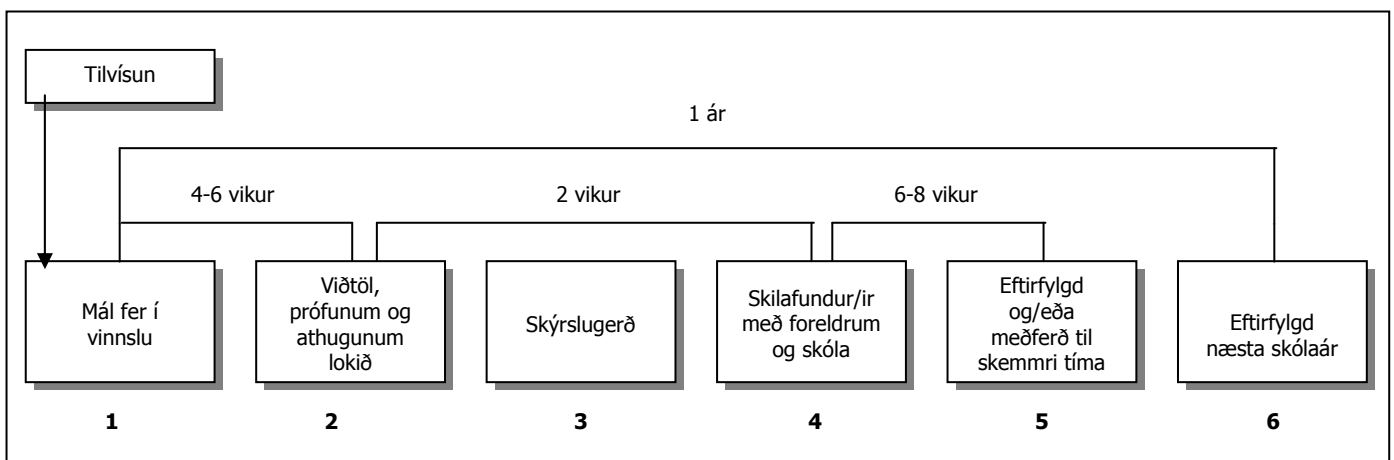 Tilvísun
1 ár
4-6 vikur
2 vikur
6-8 vikur
Mál fer í
vinnslu
Viðtöl,
prófunum og
athugunum
lokið
Skýrslugerð
Skilafundur/ir
með foreldrum
og skóla
Eftirfylgd
og/eða
meðferð til
skemmri tíma
Eftirfylgd
næsta skólaár
1
2
3
4
5
6